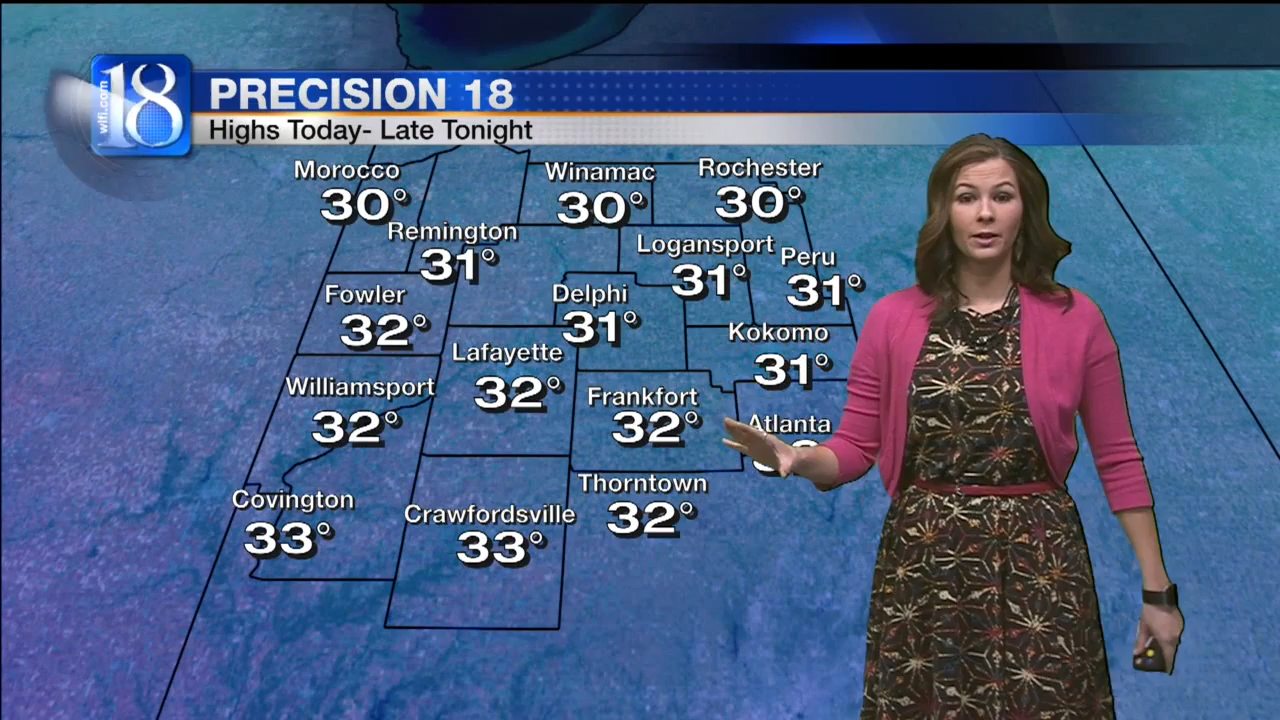 wlfi.com
18
PRECISION 18
Highs Today- Late Tonight
Morocco
30°
Winamac
30°
Rochester
30°
Remington
31°
Logansport
31°
Peru
31°
Fowler
32°
Delphi
31°
Kokomo
31°
Lafayette
32°
Williamsport
32°
Frankfort
32°
Atlanta
Covington
33°
Crawfordsville
33°
Thorntown
32°